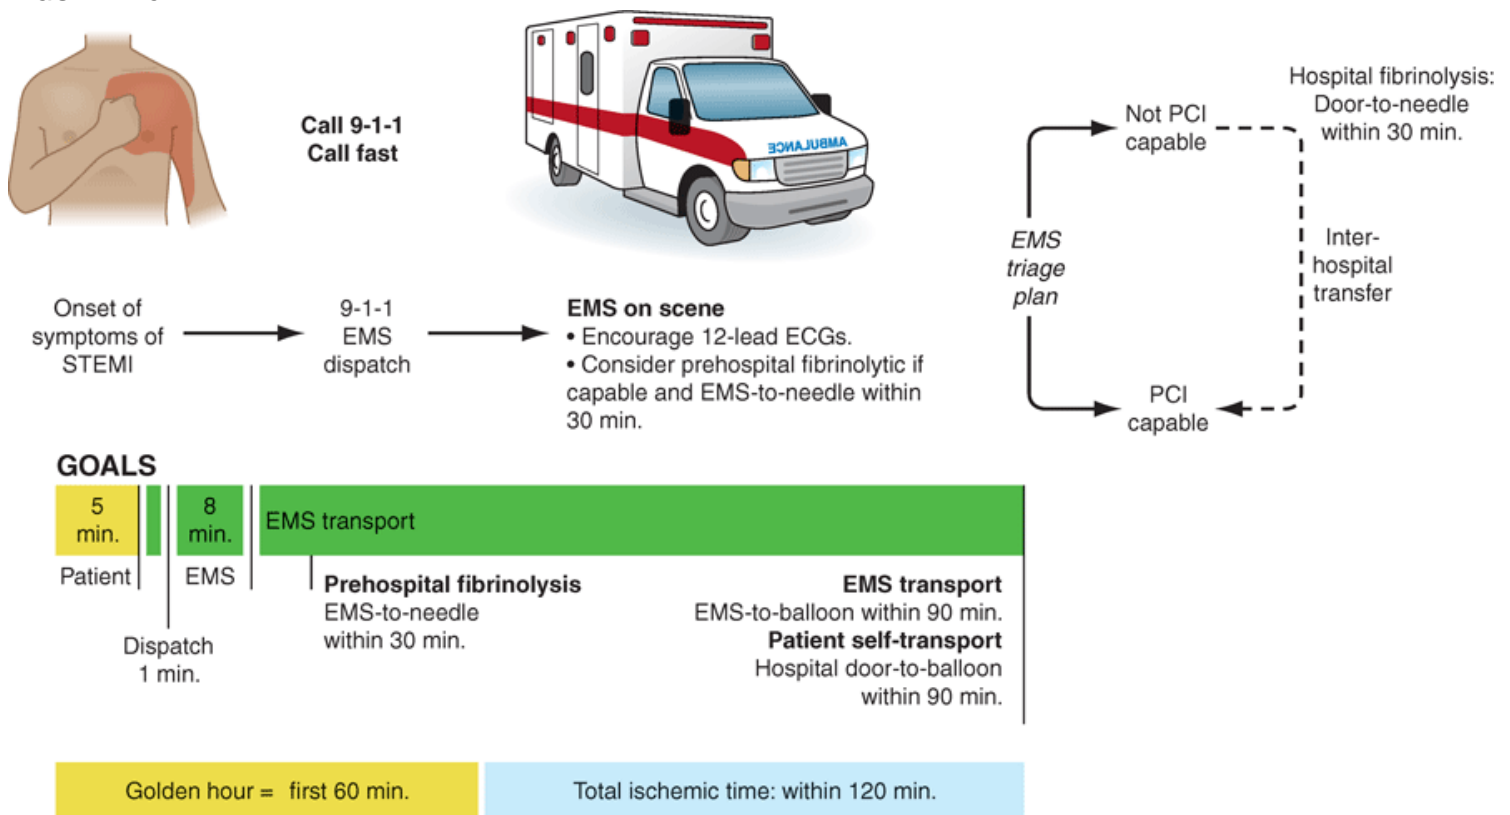 Call 9-1-1
Call fast
AMBULANCE
Onset of
symptoms of
STEMI
9-1-1
EMS
dispatch
EMS on scene
• Encourage 12-lead ECGs.
• Consider prehospital fibrinolytic if
capable and EMS-to-needle within
30 min.
EMS
triage
plan
Not PCI
capable
Hospital fibrinolysis:
Door-to-needle
within 30 min.
Inter-
hospital
transfer
PCI
capable
GOALS
5
min.
8
min.
EMS transport
Patient
EMS
Dispatch
1 min.
Prehospital fibrinolysis
EMS-to-needle
within 30 min.
EMS transport
EMS-to-balloon within 90 min.
Patient self-transport
Hospital door-to-balloon
within 90 min.
Golden hour = first 60 min.
Total ischemic time: within 120 min.